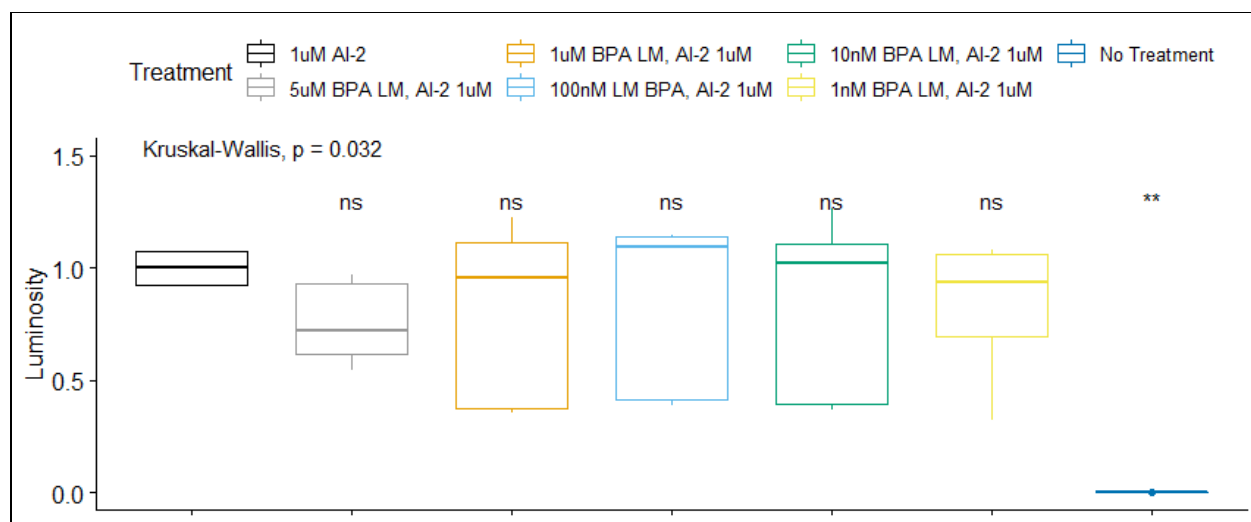 Treatment
1uM AI-2
1uM BPA LM, AI-2 1uM
10nM BPA LM, AI-2 1uM
No Treatment
5uM BPA LM, AI-2 1uM
100nM LM BPA, AI-2 1uM
1nM BPA LM, AI-2 1uM
Kruskal-Wallis, p = 0.032
ns
ns
ns
ns
ns
**
Luminosity
1.5
1.0
0.5
0.0